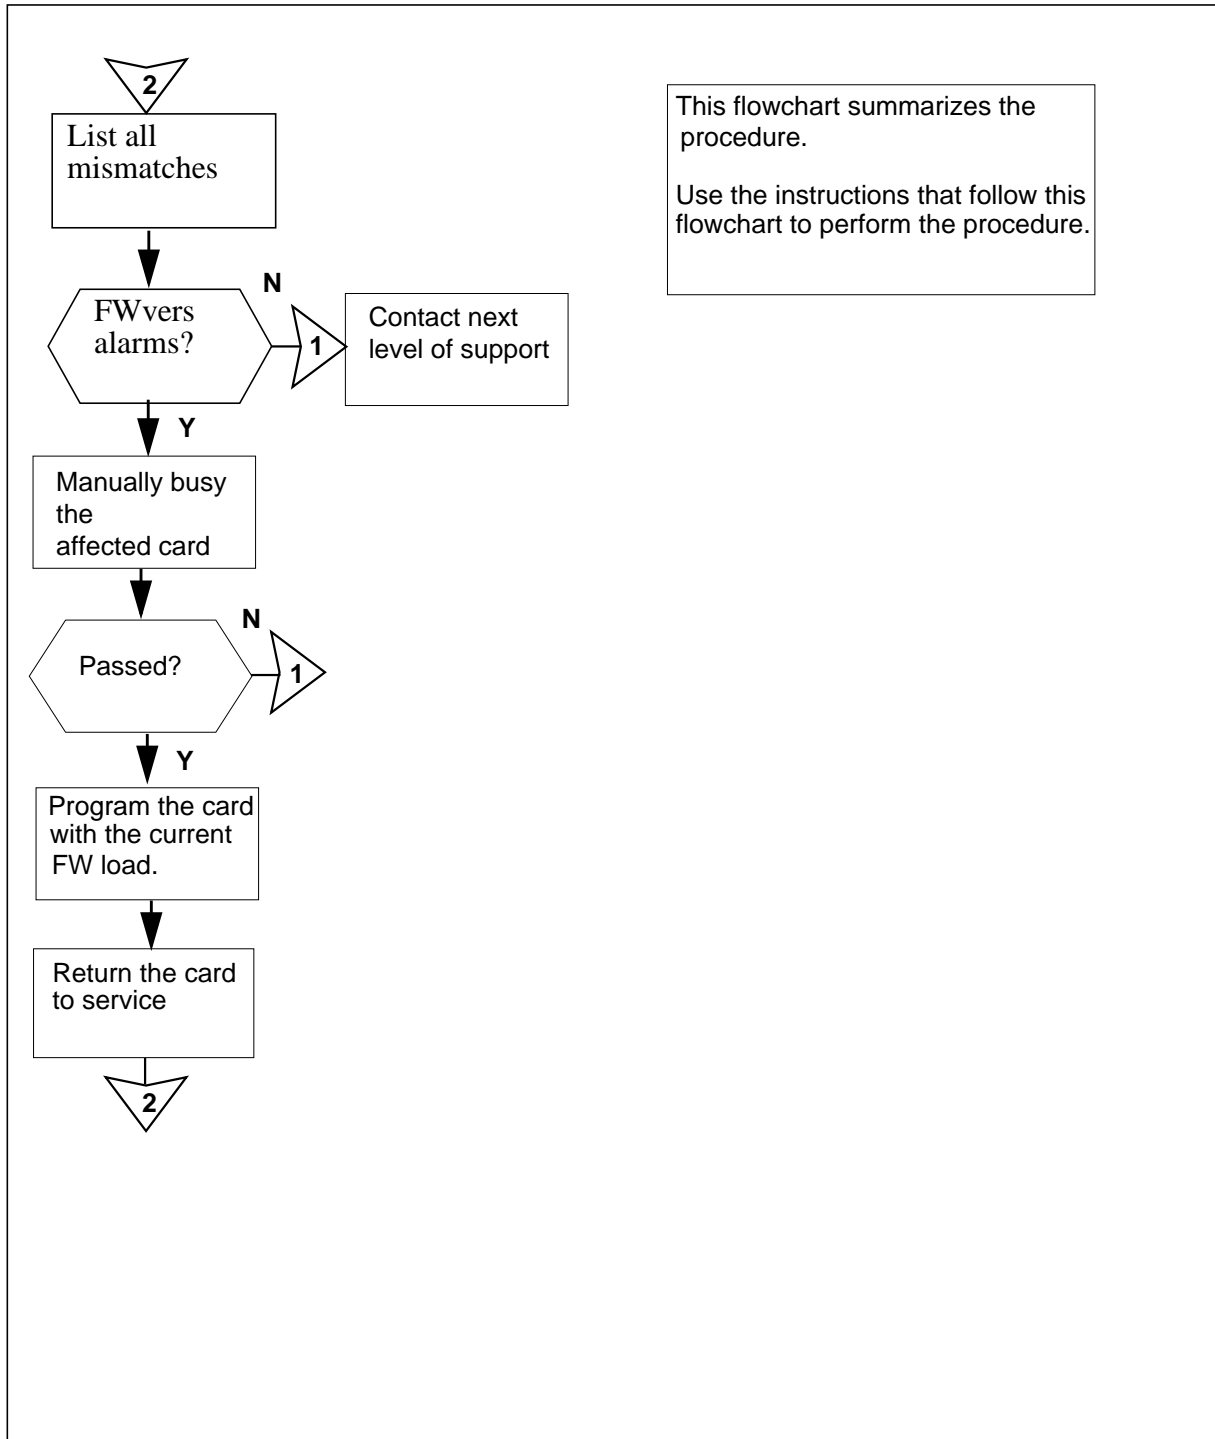 2
List all
mismatches
This flowchart summarizes the
procedure.
Use the instructions that follow this
flowchart to perform the procedure.
FWvers
alarms?
N
1
Contact next
level of support
Y
Manually busy
the
affected card
Passed?
N
1
Y
Program the card
with the current
FW load.
Return the card
to service
2